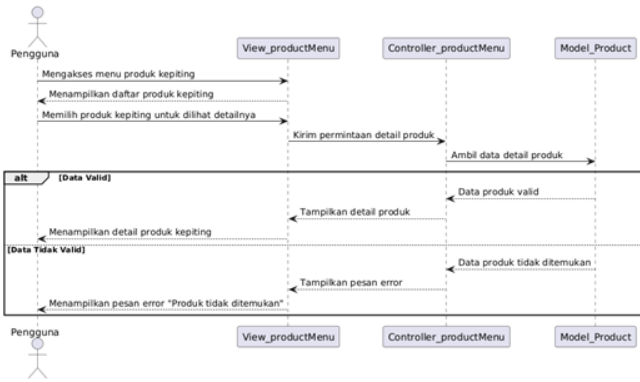 Pengguna
View_productMenu
Controller_productMenu
Model_Product
Mengakses menu produk kepiting
Menampilkan daftar produk kepiting
Memilih produk kepiting untuk dilihat detailnya
Kirim permintaan detail produk
Ambil data detail produk
alt
[Data Valid]
Data produk valid
Tampilkan detail produk
Menampilkan detail produk kepiting
[Data Tidak Valid]
Data produk tidak ditemukan
Tampilkan pesan error
Menampilkan pesan error "Produk tidak ditemukan"
Pengguna
View_productMenu
Controller_productMenu
Model_Product